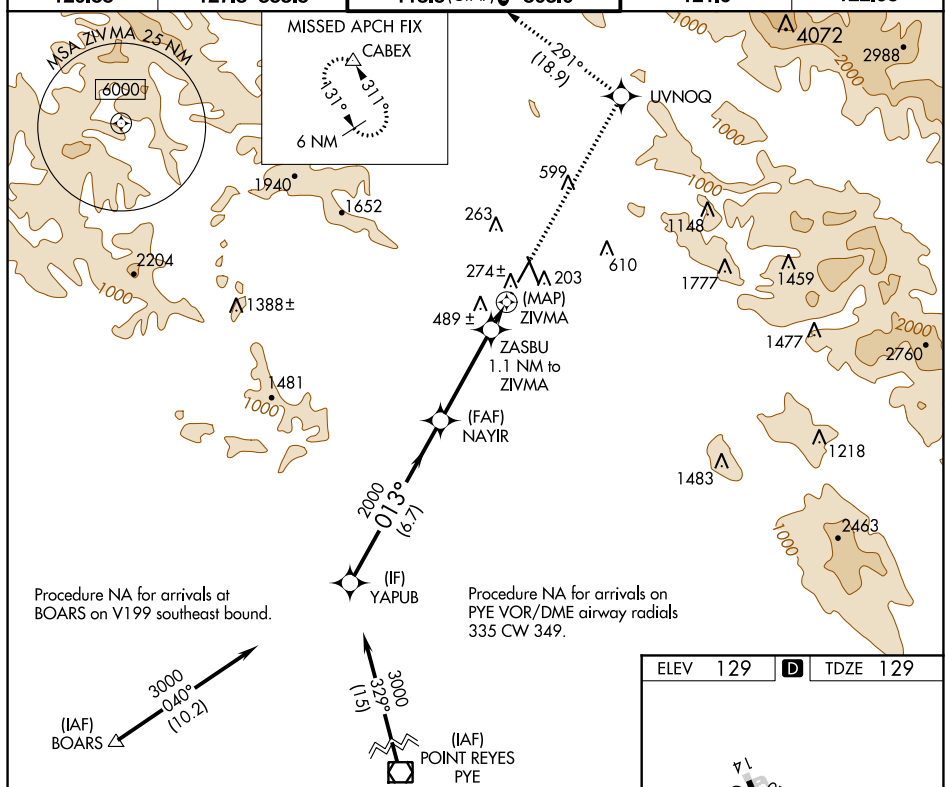 MISSED APCH FIX
CABEX
131°
311°
6 NM
MSA ZIVMA 25 NM
6000
291°
(18.9)
UVNOQ
4072
2988
2000
1000
1000
1940
1652
599
263
1148
2204
1000
274±
203
610
1777
1459
1388±
489 ±
(MAP)
ZIVMA
1477
2000
2760
ZASBU
1.1 NM to
ZIVMA
1481
1000
(FAF)
NAYIR
1218
1483
2000
013°
(6.7)
2463
1000
(IF)
YAPUB
Procedure NA for arrivals at
BOARS on V199 southeast bound.
Procedure NA for arrivals on
PYE VOR/DME airway radials
335 CW 349.
3000
040°
(10.2)
(IAF)
BOARS
3000
329°
(15)
(IAF)
POINT REYES
PYE
ELEV 129
D
TDZE 129
14